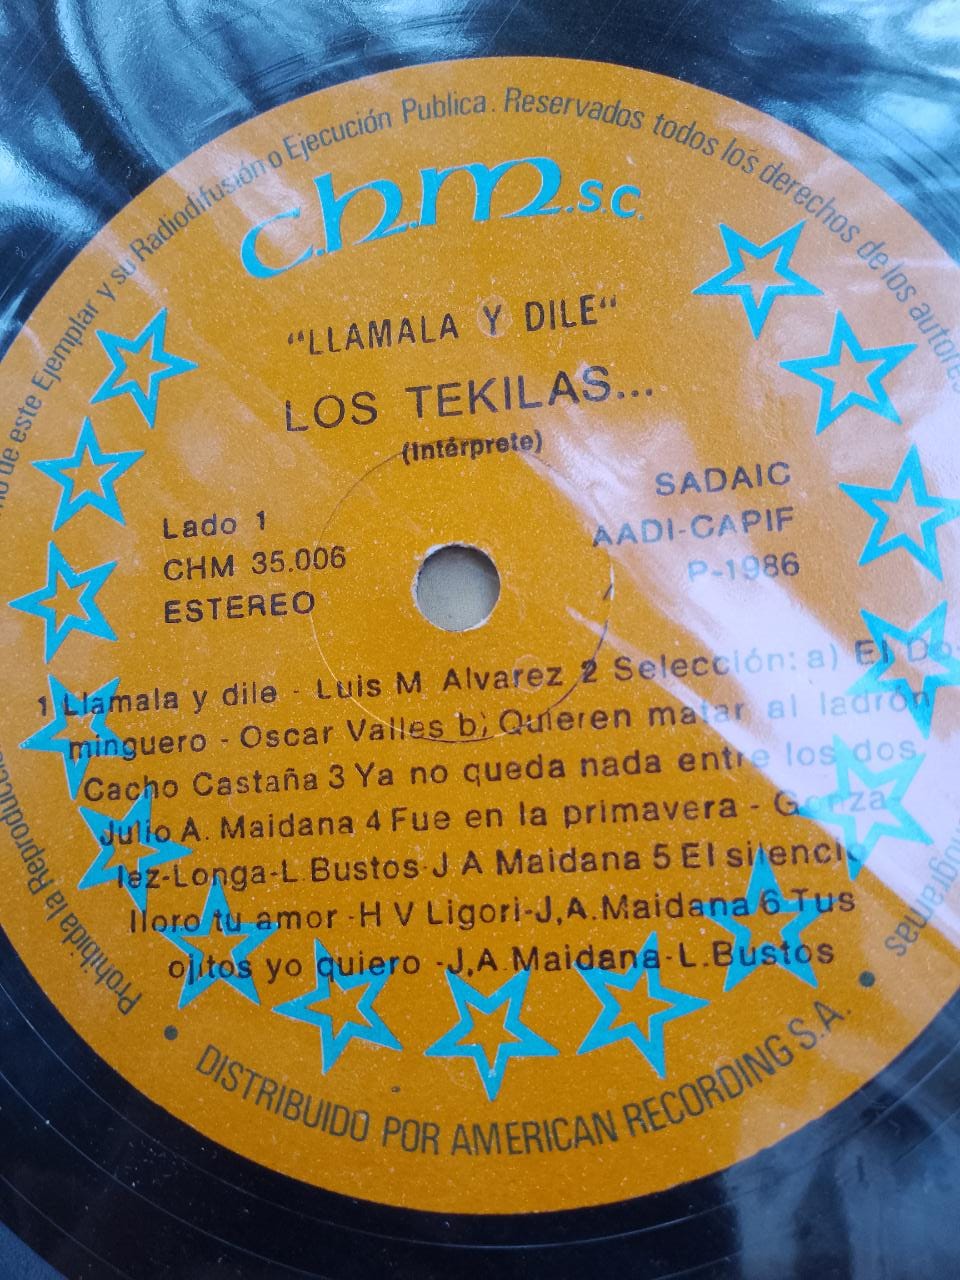 Prohibida la Reproducció no de este Ejemplar y su Radiodifusión o Ejecución Publica. Reservados todos los derechos de los autores ogramas
c.h.m.s.c.
"LLAMALA Y DILE"
LOS TEKILAS...
(Intérprete)
Lado 1
CHM 35.006
ESTEREO
SADAIC
AADI-CAPIF
P-1986
1 Llamala y dile - Luis M Alvarez 2 Selección: a) El Do-
minguero - Oscar Valles b) Quieren matar al ladrón
Cacho Castaña 3 Ya no queda nada entre los dos
Julio A. Maidana 4 Fue en la primavera - Gonza-
lez-Longa-L.Bustos-J A Maidana 5 El silencio
lloro tu amor -H V Ligori-J,A.Maidana 6 Tus
ojitos yo quiero -J,A.Maidana-L.Bustos
• DISTRIBUIDO POR AMERICAN RECORDING S.A. •